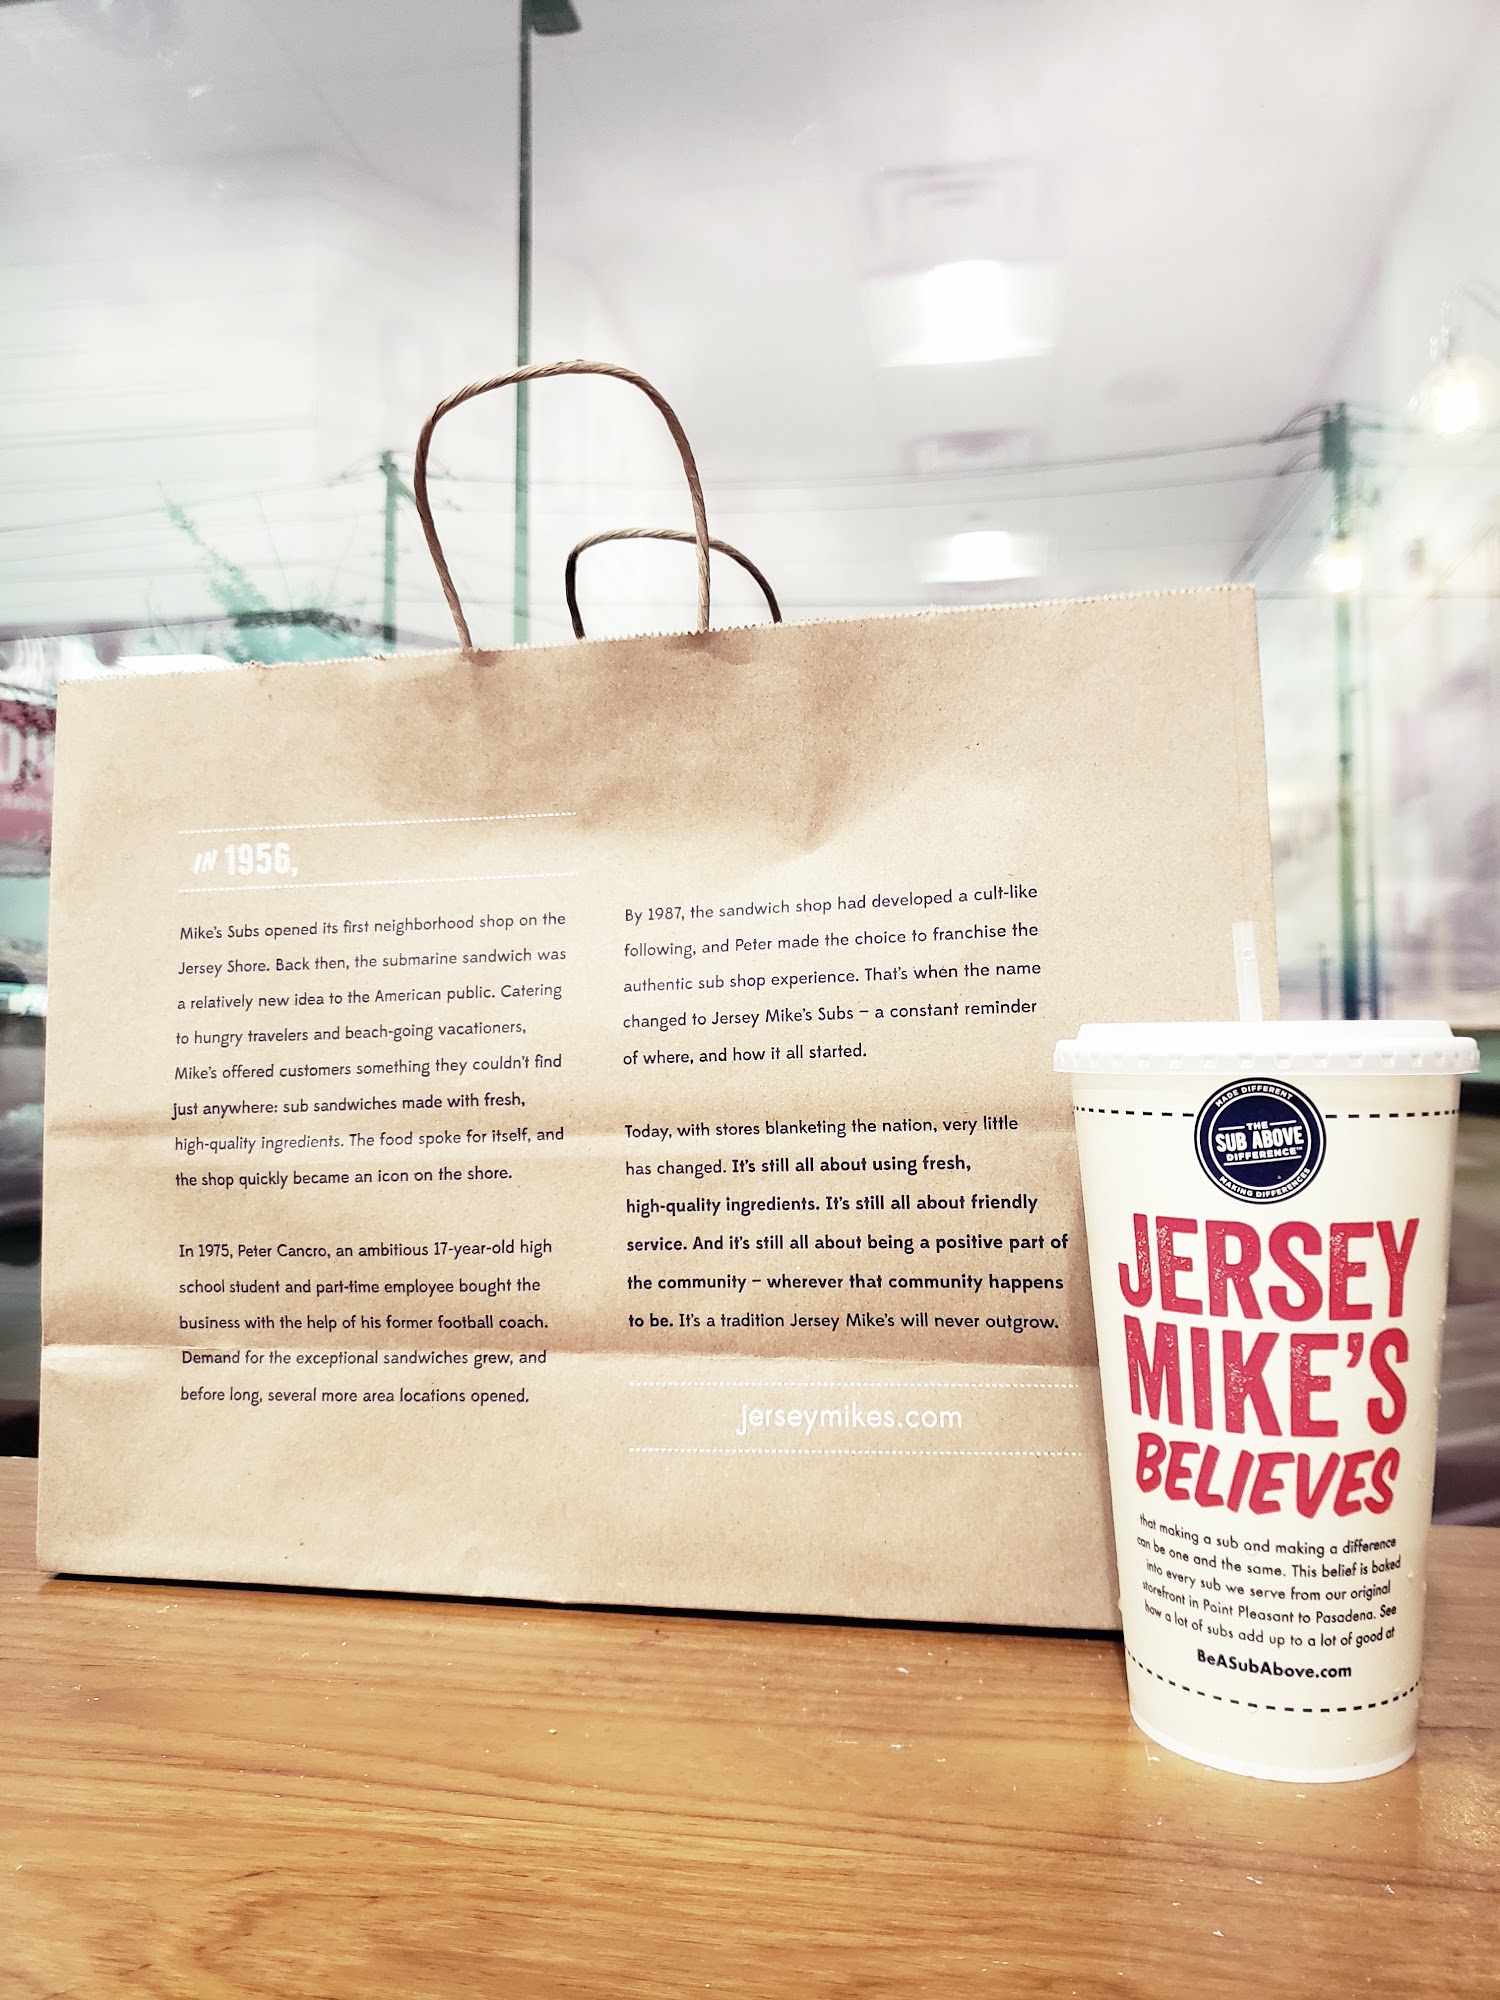 IN 1956,
Mike's Subs opened its first neighborhood shop on the
Jersey Shore. Back then, the submarine sandwich was
a relatively new idea to the American public. Catering
to hungry travelers and beach-going vacationers,
Mike's offered customers something they couldn't find
just anywhere: sub sandwiches made with fresh,
high-quality ingredients. The food spoke for itself, and
the shop quickly became an icon on the shore.
In 1975, Peter Cancro, an ambitious 17-year-old high
school student and part-time employee bought the
business with the help of his former football coach.
Demand for the exceptional sandwiches grew, and
before long, several more area locations opened.
By 1987, the sandwich shop had developed a cult-like
following, and Peter made the choice to franchise the
authentic sub shop experience. That's when the name
changed to Jersey Mike's Subs – a constant reminder
of where, and how it all started.
Today, with stores blanketing the nation, very little
has changed. It's still all about using fresh,
high-quality ingredients. It's still all about friendly
service. And it's still all about being a positive part of
the community – wherever that community happens
to be. It's a tradition Jersey Mike's will never outgrow.
jerseymikes.com
MADE DIFFERENT
THE
SUB ABOVE
DIFFERENCE™
MAKING DIFFERENCES
JERSEY
MIKE'S
BELIEVES
that making a sub and making a difference
can be one and the same. This belief is baked
into every sub we serve from our original
storefront in Point Pleasant to Pasadena. See
how a lot of subs add up to a lot of good at
BeASubAbove.com